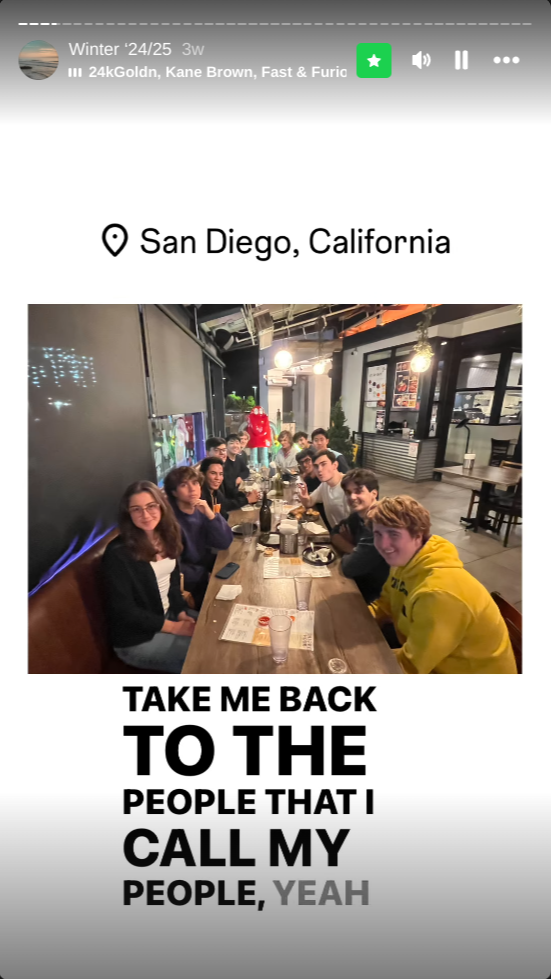 Winter ‘24/25 3w
24kGoldn, Kane Brown, Fast & Furio
San Diego, California
TAKE ME BACK
TO THE
PEOPLE THAT I
CALL MY
PEOPLE, YEAH